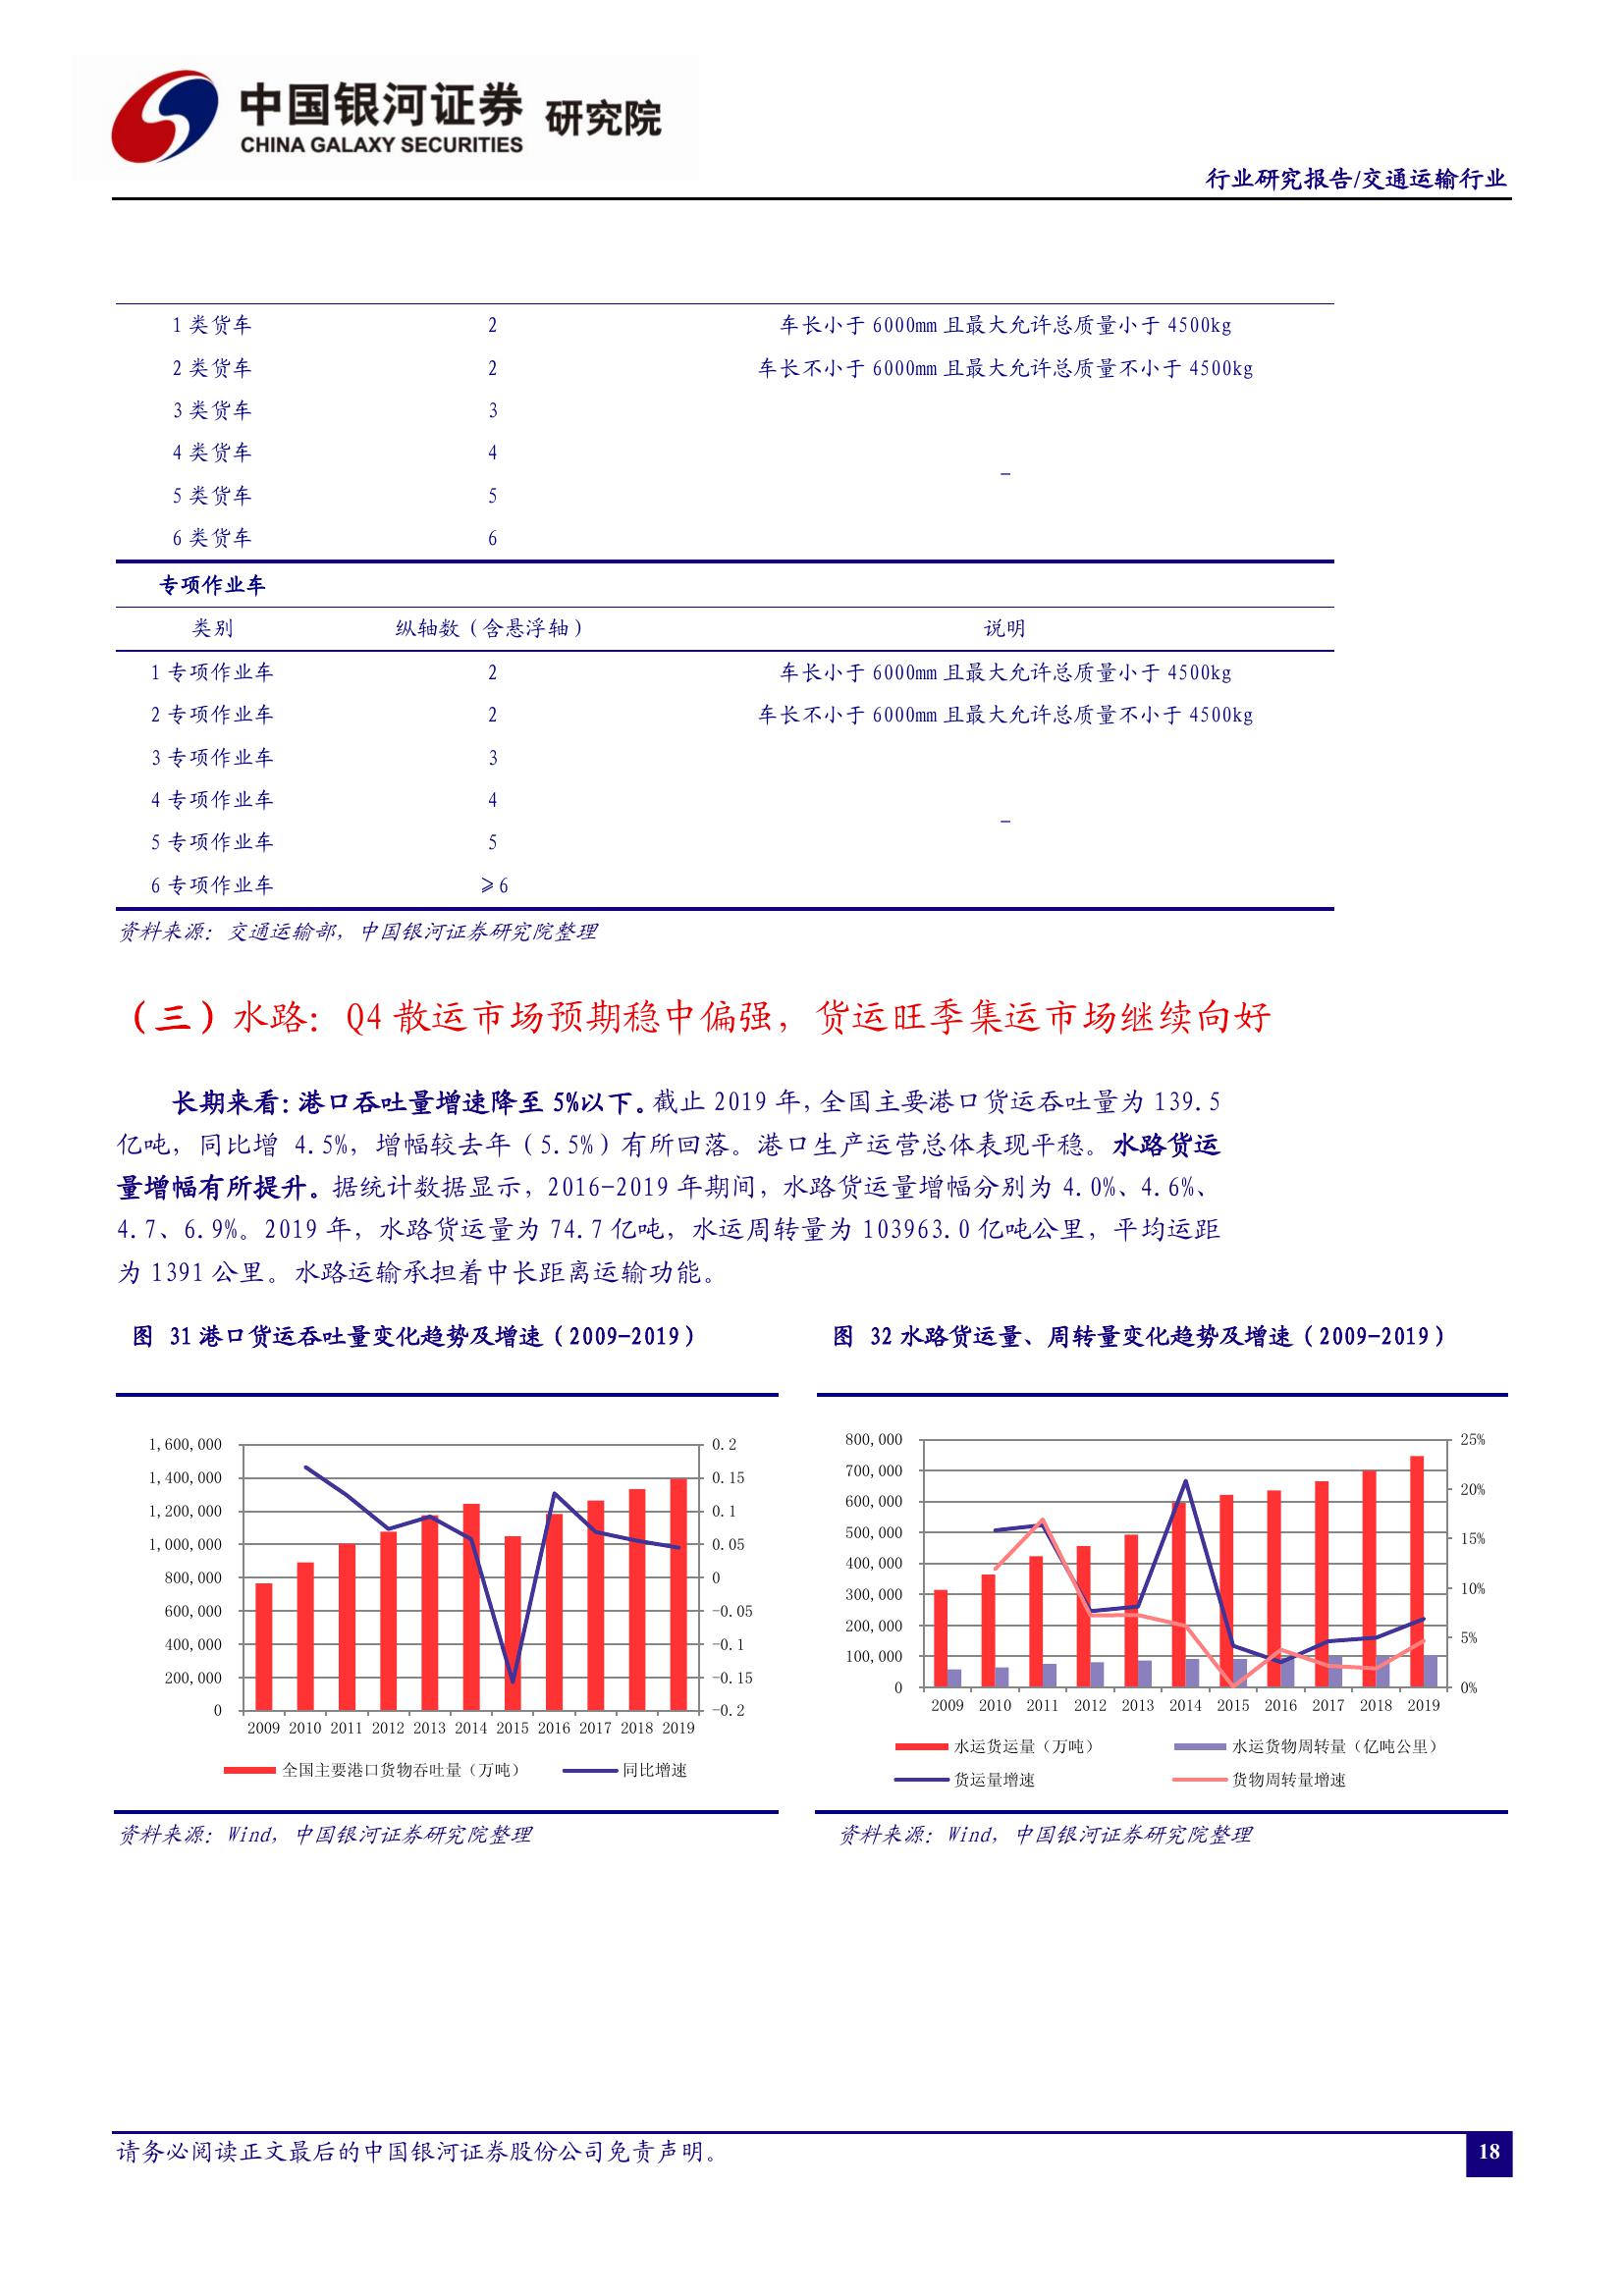 中国银河证券 研究院
CHINA GALAXY SECURITIES
行业研究报告/交通运输行业
1 类货车 2 车长小于 6000mm 且最大允许总质量小于 4500kg
2 类货车 2 车长不小于 6000mm 且最大允许总质量不小于 4500kg
3 类货车 3
4 类货车 4
–
5 类货车 5
6 类货车 6
专项作业车
类别 纵轴数（含悬浮轴） 说明
1 专项作业车 2 车长小于 6000mm 且最大允许总质量小于 4500kg
2 专项作业车 2 车长不小于 6000mm 且最大允许总质量不小于 4500kg
3 专项作业车 3
4 专项作业车 4
–
5 专项作业车 5
6 专项作业车 ≥6
资料来源：交通运输部，中国银河证券研究院整理
（三）水路：Q4 散运市场预期稳中偏强，货运旺季集运市场继续向好
长期来看：港口吞吐量增速降至 5%以下。截止 2019 年，全国主要港口货运吞吐量为 139.5
亿吨，同比增 4.5%，增幅较去年（5.5%）有所回落。港口生产运营总体表现平稳。水路货运
量增幅有所提升。据统计数据显示，2016-2019 年期间，水路货运量增幅分别为 4.0%、4.6%、
4.7、6.9%。2019 年，水路货运量为 74.7 亿吨，水运周转量为 103963.0 亿吨公里，平均运距
为 1391 公里。水路运输承担着中长距离运输功能。
图 31 港口货运吞吐量变化趋势及增速（2009-2019）
1,600,000 0.2
1,400,000 0.15
1,200,000 0.1
1,000,000 0.05
800,000 0
600,000 -0.05
400,000 -0.1
200,000 -0.15
0 -0.2
2009 2010 2011 2012 2013 2014 2015 2016 2017 2018 2019
全国主要港口货物吞吐量（万吨） 同比增速
资料来源：Wind，中国银河证券研究院整理
图 32 水路货运量、周转量变化趋势及增速（2009-2019）
800,000 25%
700,000
600,000 20%
500,000 15%
400,000
300,000 10%
200,000 5%
100,000
0 0%
2009 2010 2011 2012 2013 2014 2015 2016 2017 2018 2019
水运货运量（万吨） 水运货物周转量（亿吨公里）
货运量增速 货物周转量增速
资料来源：Wind，中国银河证券研究院整理
请务必阅读正文最后的中国银河证券股份公司免责声明。
18